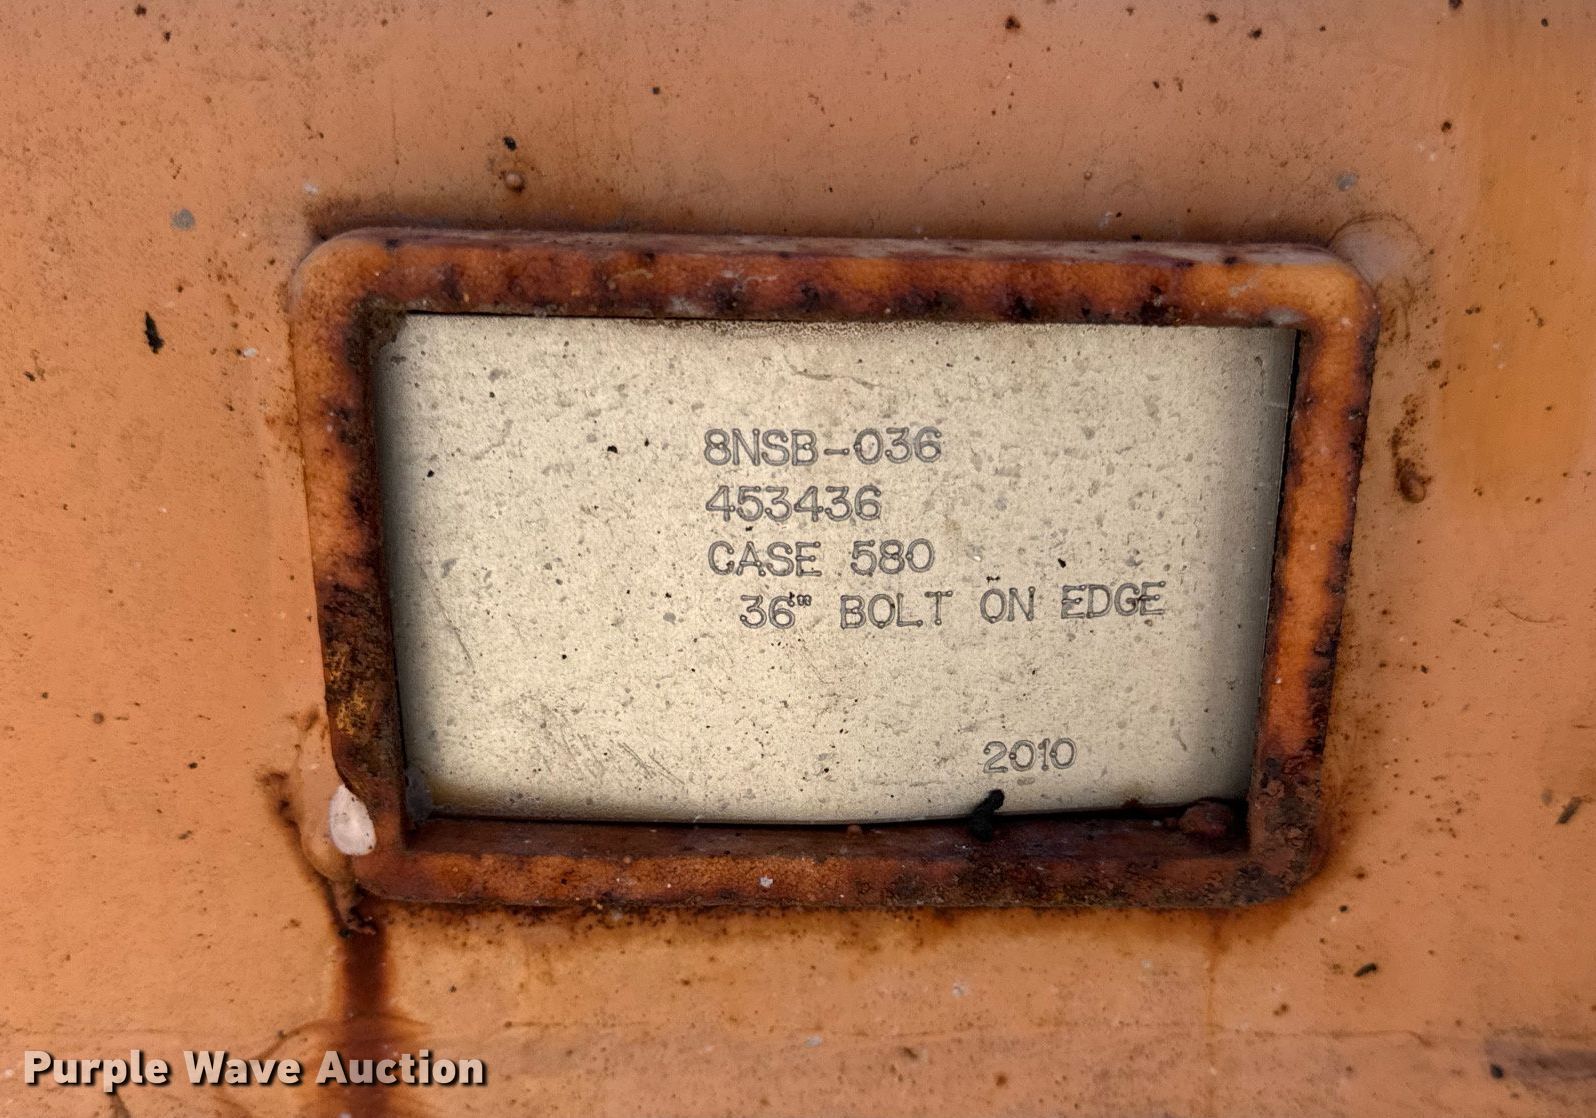 8NSB-036
453436
CASE 580
36" BOLT ON EDGE
2010
Purple Wave Auction